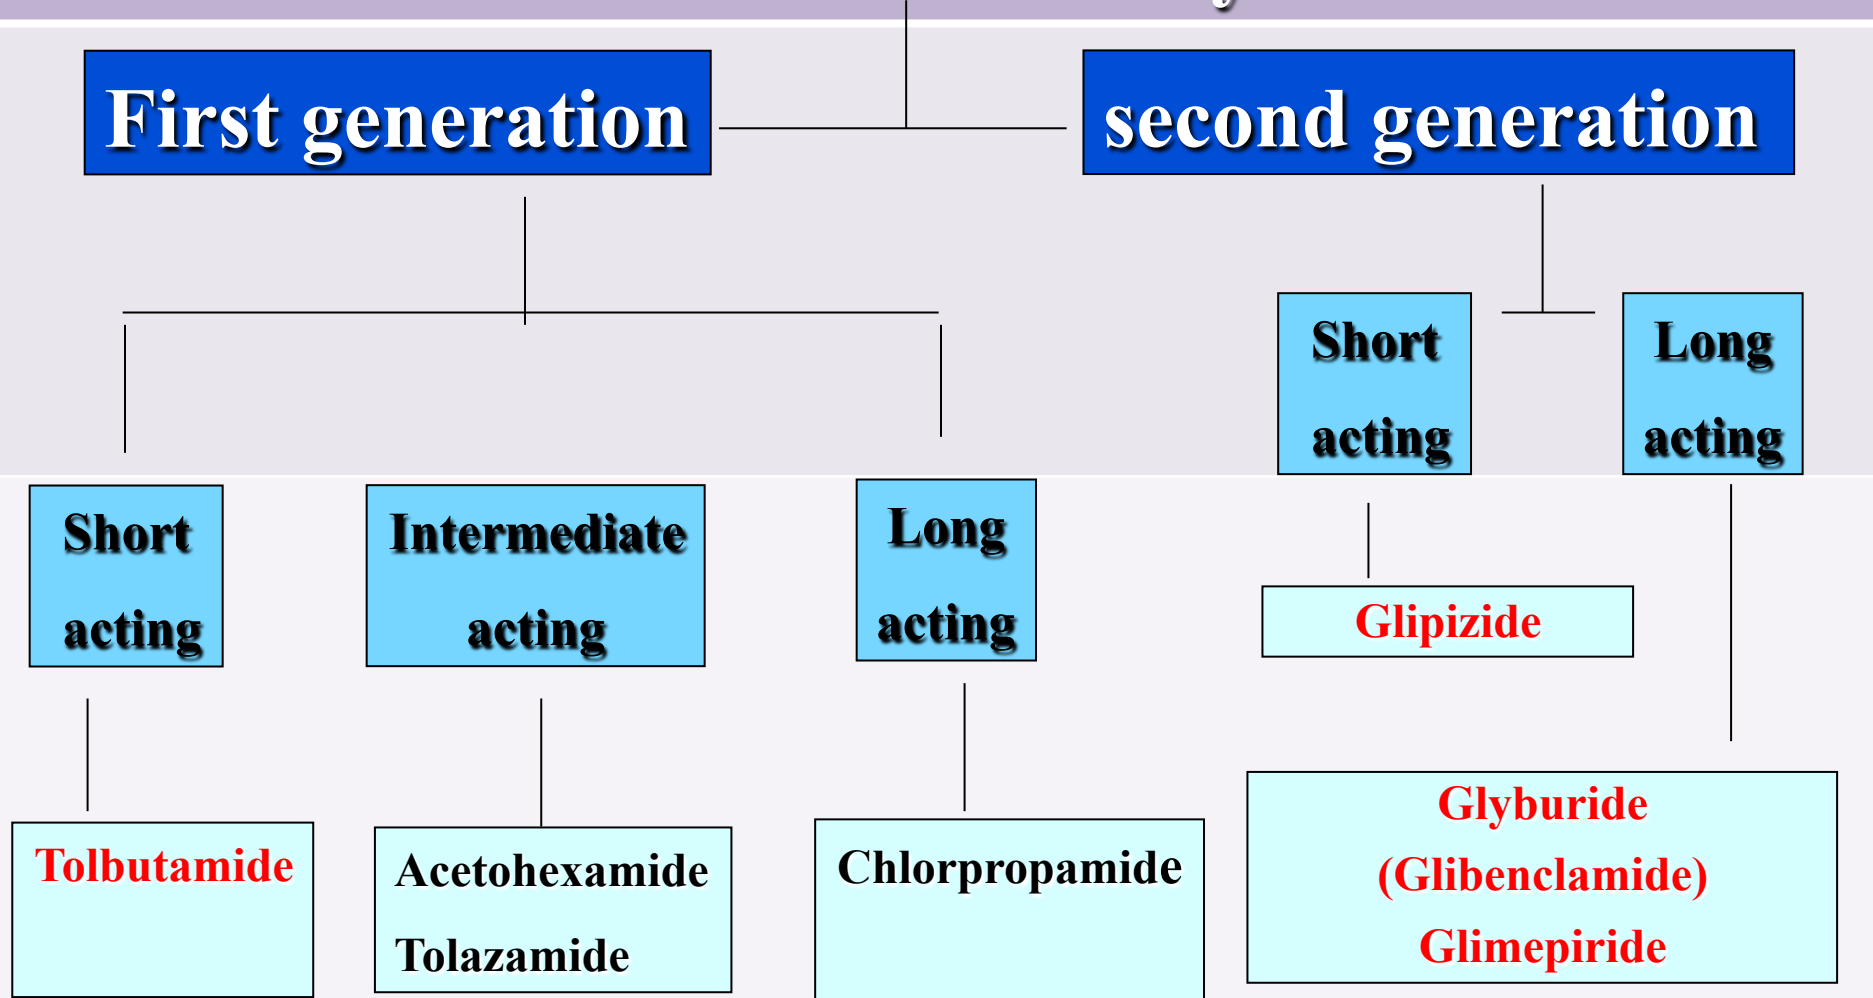 First generation
second generation
Short
acting
Long
acting
Short
acting
Intermediate
acting
Long
acting
Glipizide
Tolbutamide
Acetohexamide
Tolazamide
Chlorpropamide
Glyburide
(Glibenclamide)
Glimepiride